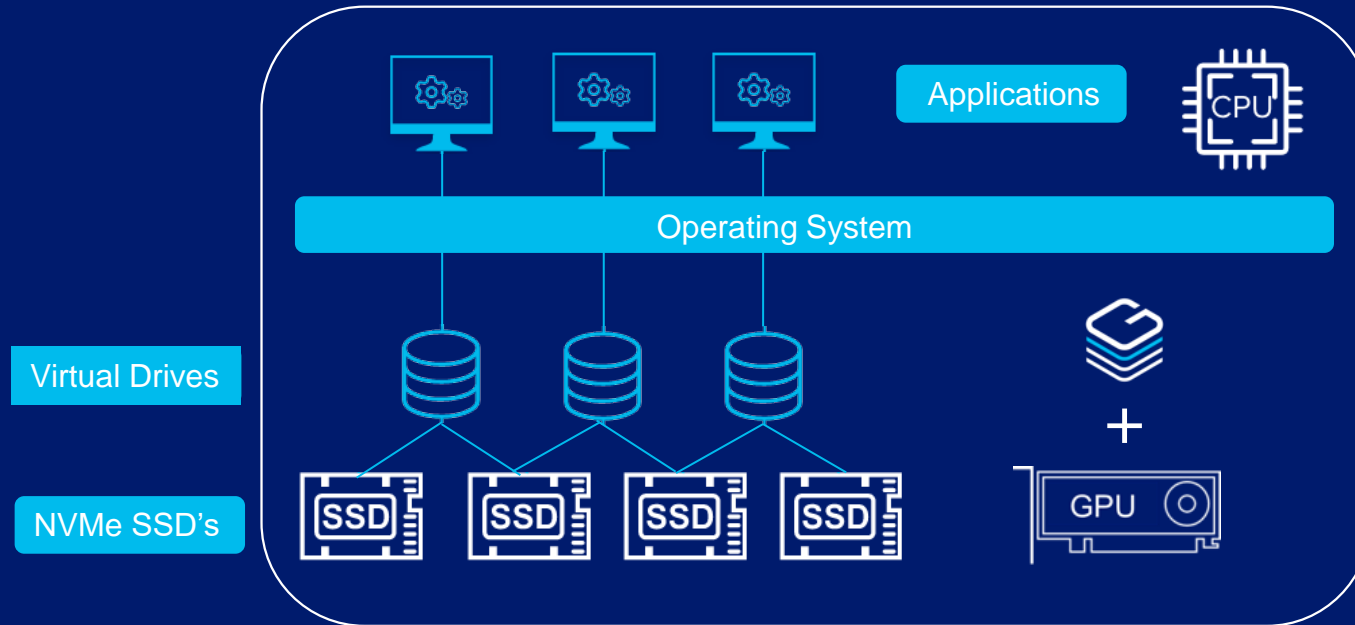 Applications
CPU
Operating System
Virtual Drives
NVMe SSD's
SSD
SSD
SSD
SSD
+
GPU